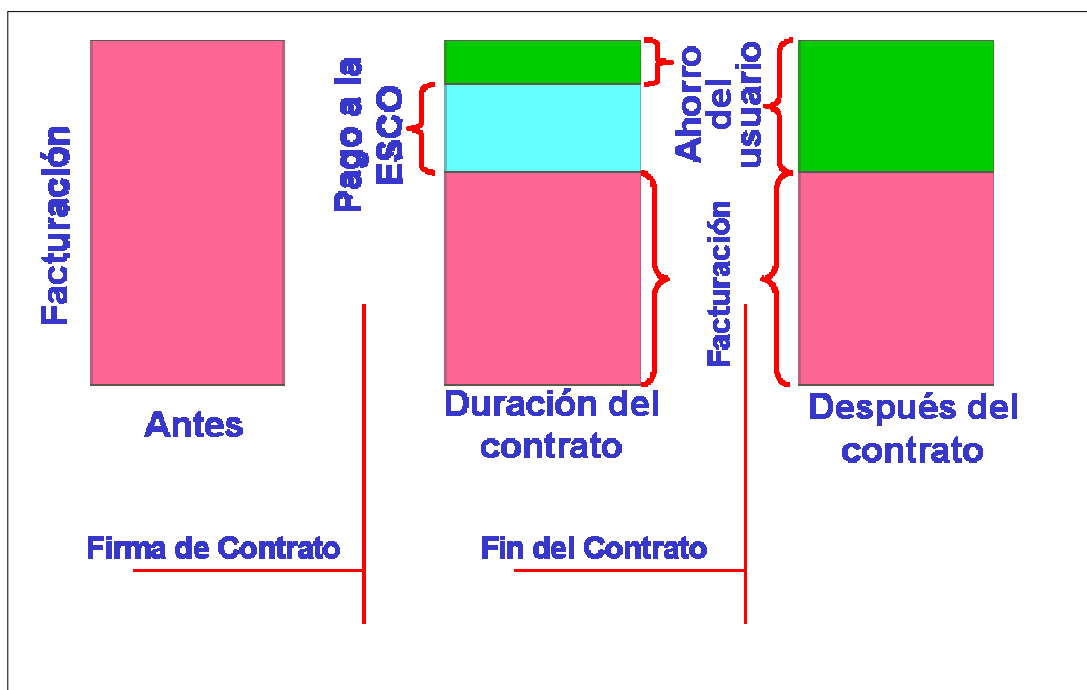 Facturación
Antes
Pago a la
ESCO
Duración del
contrato
Ahorro
del
usuario
Facturación
Después del
contrato
Firma de Contrato
Fin del Contrato